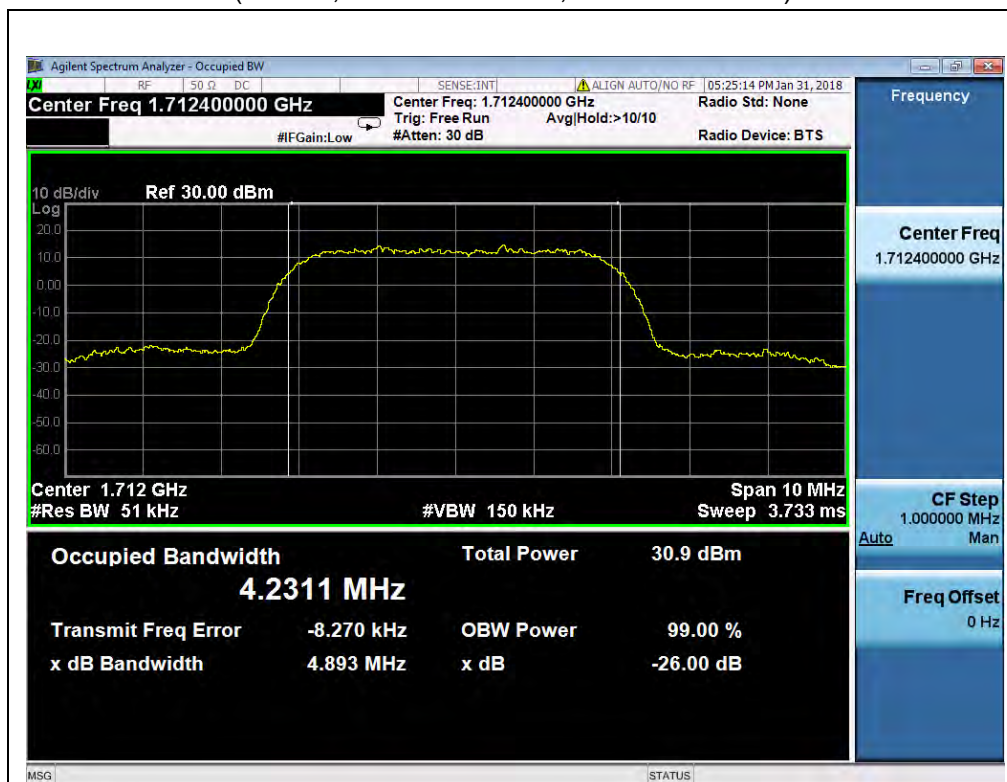 Agilent Spectrum Analyzer - Occupied BW
LXI RF 50 Ω DC SENSE:INT ALIGN AUTO/NO RF 05:25:14 PM Jan 31, 2018
Center Freq 1.712400000 GHz
Center Freq: 1.712400000 GHz
Radio Std: None
Trig: Free Run Avg|Hold:>10/10
#IFGain:Low
#Atten: 30 dB
Radio Device: BTS
10 dB/div Ref 30.00 dBm
Log
20.0
10.0
0.00
-10.0
-20.0
-30.0
-40.0
-50.0
-60.0
Center 1.712 GHz Span 10 MHz
#Res BW 51 kHz #VBW 150 kHz Sweep 3.733 ms
Occupied Bandwidth Total Power 30.9 dBm
4.2311 MHz
Transmit Freq Error -8.270 kHz OBW Power 99.00 %
x dB Bandwidth 4.893 MHz x dB -26.00 dB
MSG STATUS
Frequency
Center Freq
1.712400000 GHz
CF Step
1.000000 MHz
Auto Man
Freq Offset
0 Hz